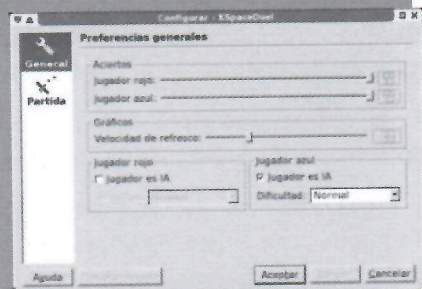 Configurar - KSpaceDuel
General
Partida
Preferencias generales
Aciertos
Jugador rojo:
Jugador azul:
Gráficos
Velocidad de refresco:
Jugador rojo
Jugador es IA
Jugador azul
Jugador es IA
Dificultad: Normal
Ayuda
Aceptar
Cancelar